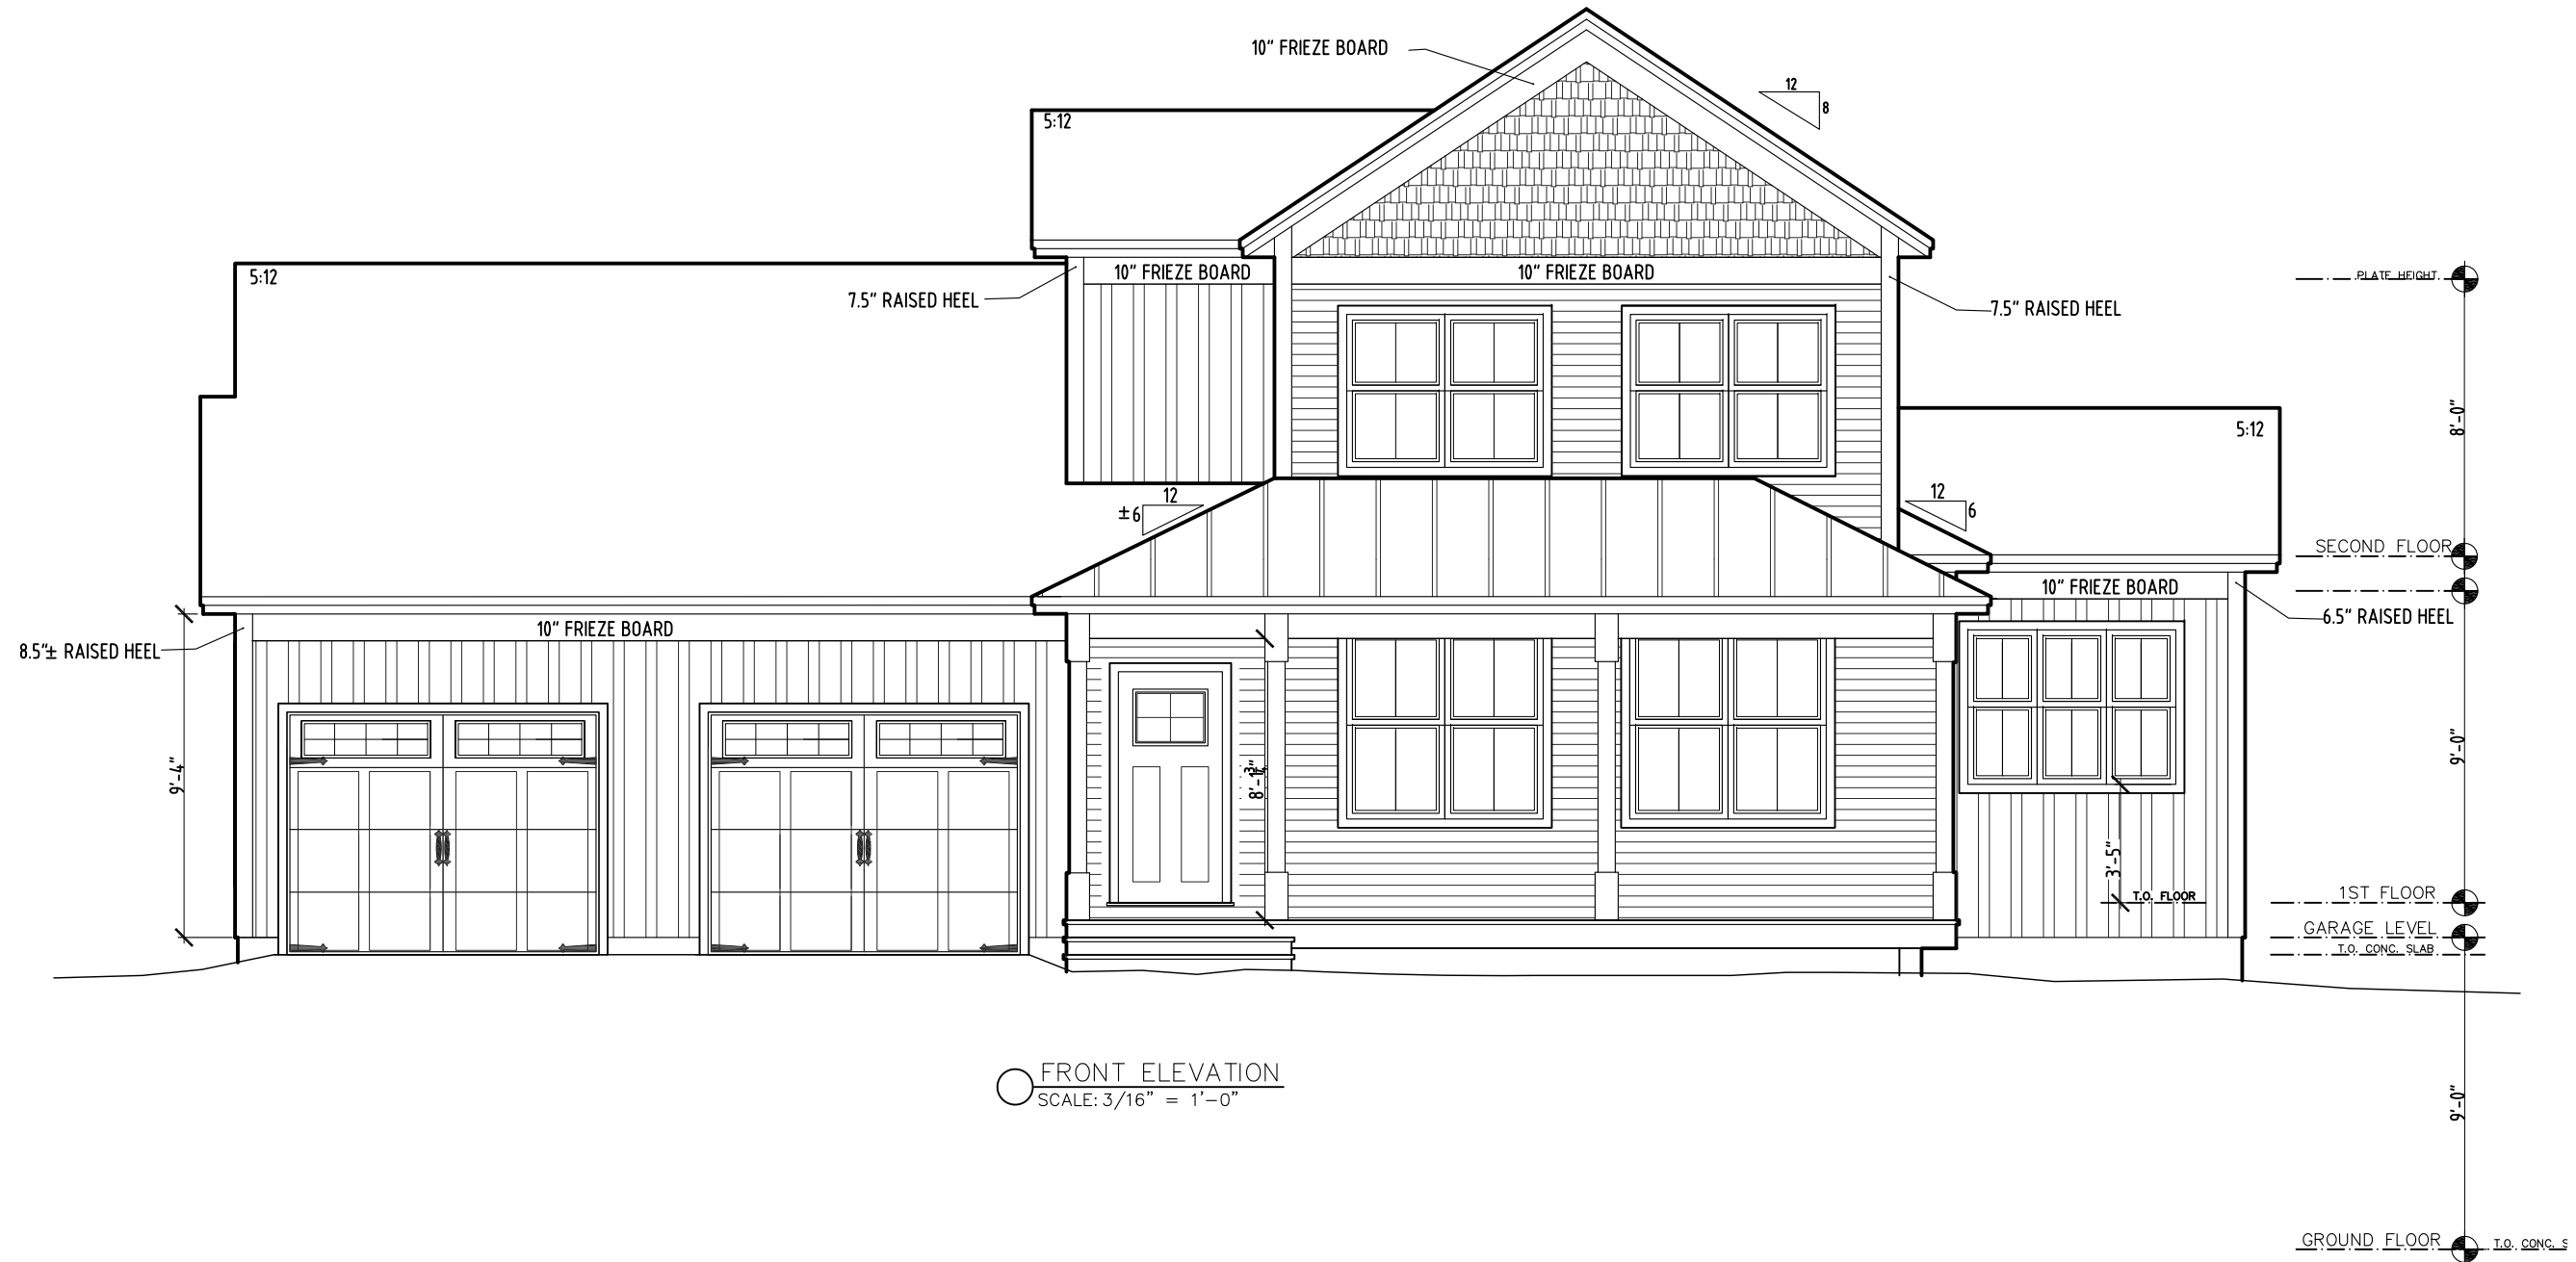 10" FRIEZE BOARD
12
8
5:12
10" FRIEZE BOARD
10" FRIEZE BOARD
5:12
PLATE HEIGHT
7.5" RAISED HEEL
7.5" RAISED HEEL
8'-0"
5:12
12
±6
12
6
SECOND FLOOR
10" FRIEZE BOARD
6.5" RAISED HEEL
10" FRIEZE BOARD
8.5"± RAISED HEEL
9'-4"
9'-0"
3'-5"
T.O. FLOOR
1ST FLOOR
GARAGE LEVEL
T.O. CONC. SLAB
FRONT ELEVATION
SCALE: 3/16" = 1'-0"
9'-0"
GROUND FLOOR
T.O. CONC. S